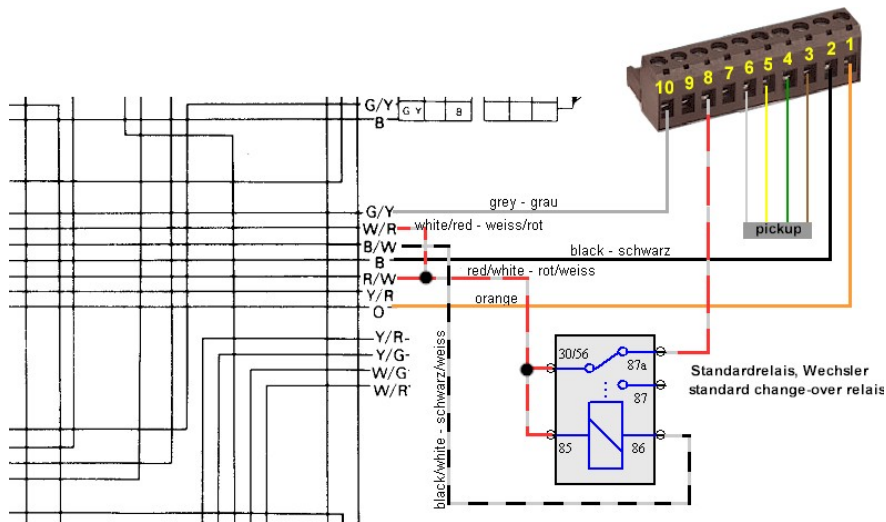 10 9 8 7 6 5 4 3 2 1
G/Y
B
G Y
B
pickup
G/Y
grey - grau
W/R
white/red - weiss/rot
B/W
B
black - schwarz
R/W
red/white - rot/weiss
Y/R
O
orange
Y/R
Y/G
W/G
W/R
black/white - schwarz/weiss
30/56
87a
87
85
86
Standardrelais, Wechsler
standard change-over relais